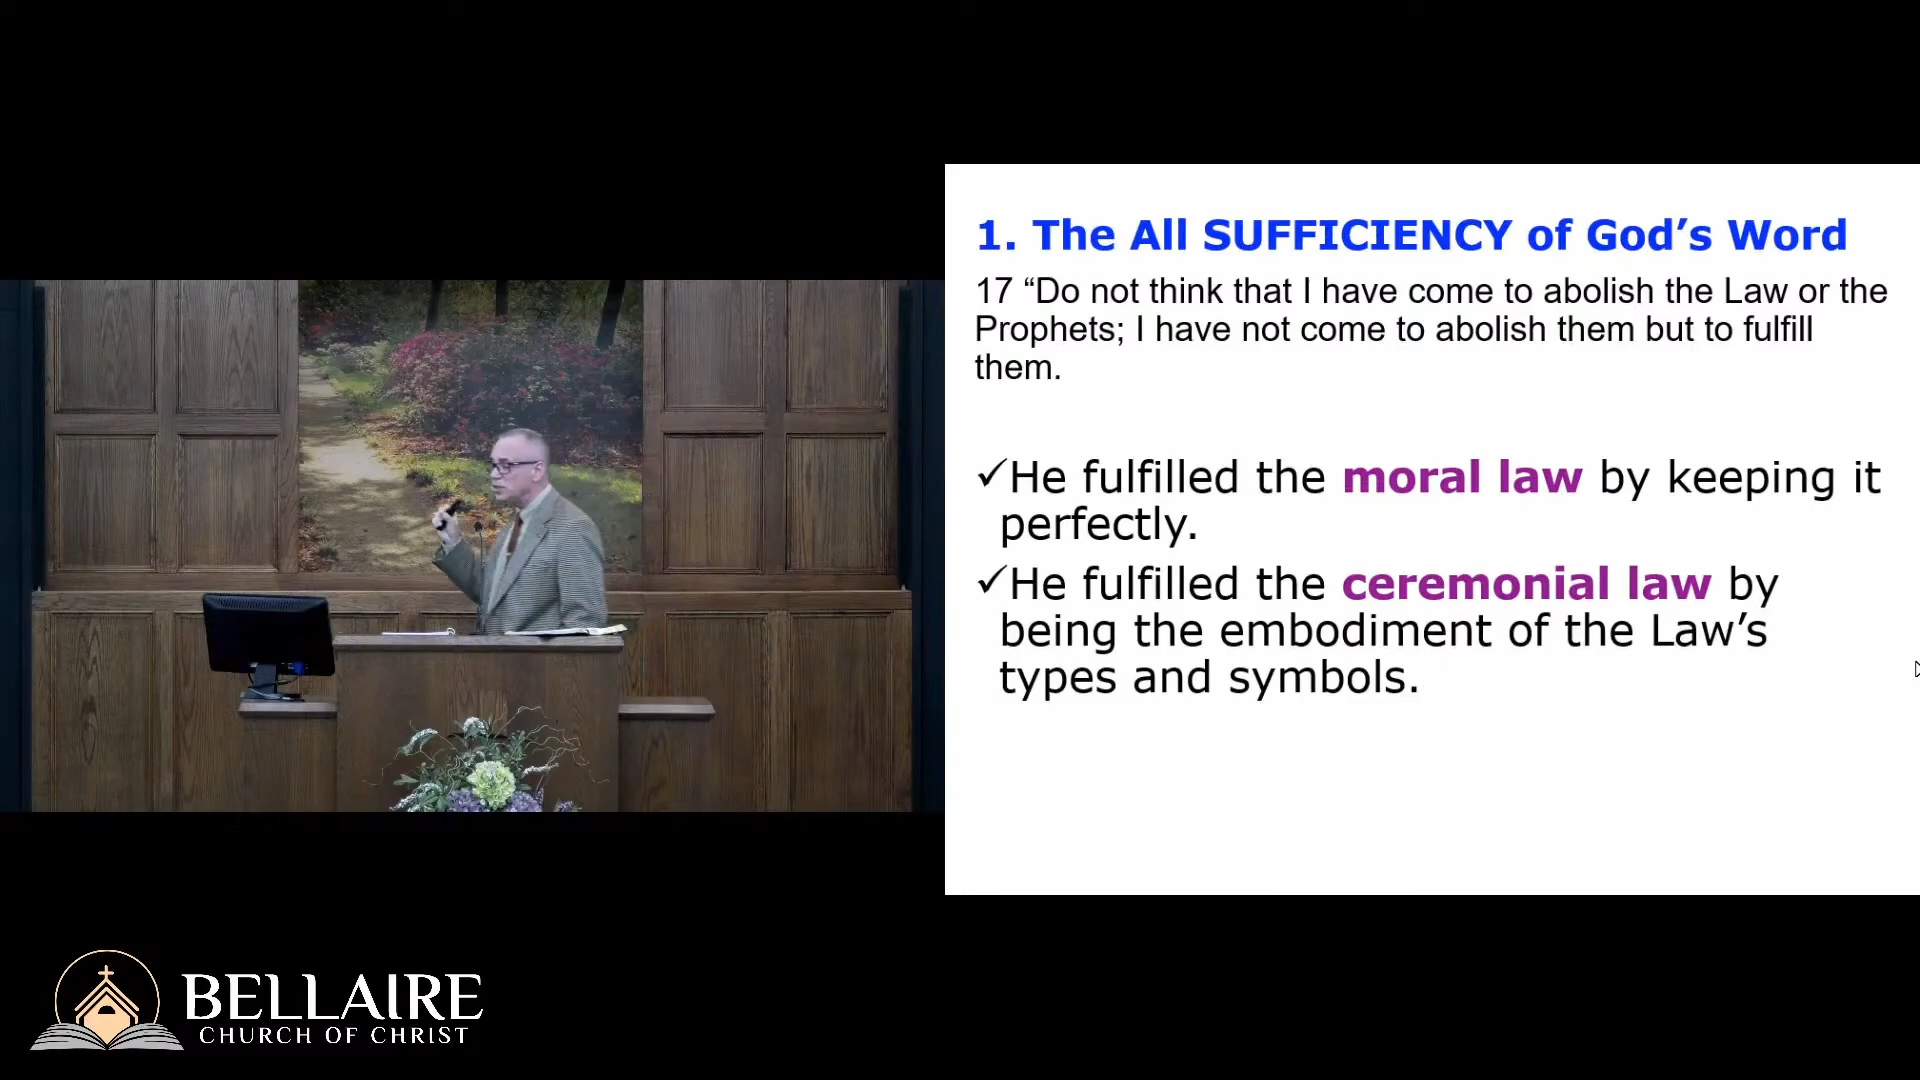 1. The All SUFFICIENCY of God’s Word
17 “Do not think that I have come to abolish the Law or the
Prophets; I have not come to abolish them but to fulfill
them.
✓He fulfilled the moral law by keeping it
perfectly.
✓He fulfilled the ceremonial law by
being the embodiment of the Law’s
types and symbols.
BELLAIRE
CHURCH OF CHRIST